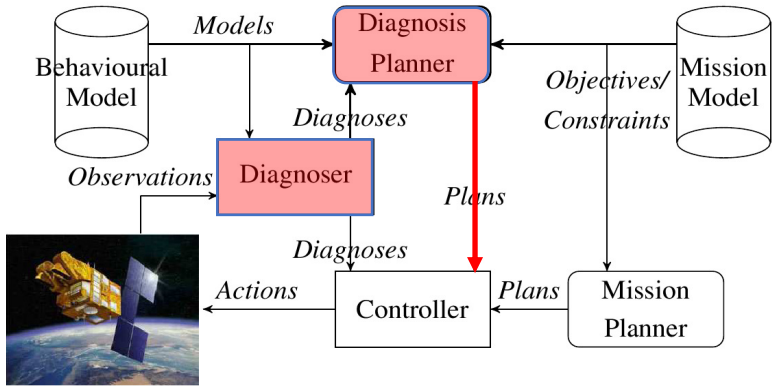 Models
Diagnosis
Planner
Behavioural
Model
Objectives/
Constraints
Mission
Model
Diagnoses
Observations
Diagnoser
Plans
Diagnoses
Actions
Controller
Plans
Mission
Planner